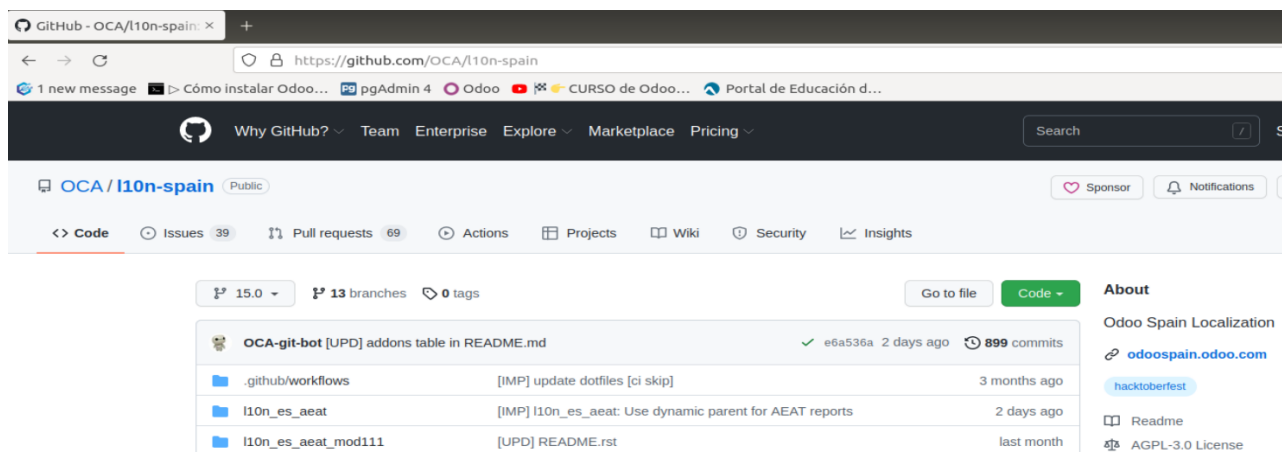 GitHub - OCA/l10n-spain: × +
https://github.com/OCA/l10n-spain
1 new message ▷ Cómo instalar Odoo... pgAdmin 4 Odoo CURSO de Odoo... Portal de Educación d...
Why GitHub? Team Enterprise Explore Marketplace Pricing Search /
OCA / l10n-spain Public Sponsor Notifications
<> Code Issues 39 Pull requests 69 Actions Projects Wiki Security Insights
15.0 13 branches 0 tags Go to file Code About
Odoo Spain Localization
OCA-git-bot [UPD] addons table in README.md e6a536a 2 days ago 899 commits
odoospain.odoo.com
.github/workflows [IMP] update dotfiles [ci skip] 3 months ago
hacktoberfest
l10n_es_aeat [IMP] l10n_es_aeat: Use dynamic parent for AEAT reports 2 days ago
Readme
l10n_es_aeat_mod111 [UPD] README.rst last month
AGPL-3.0 License